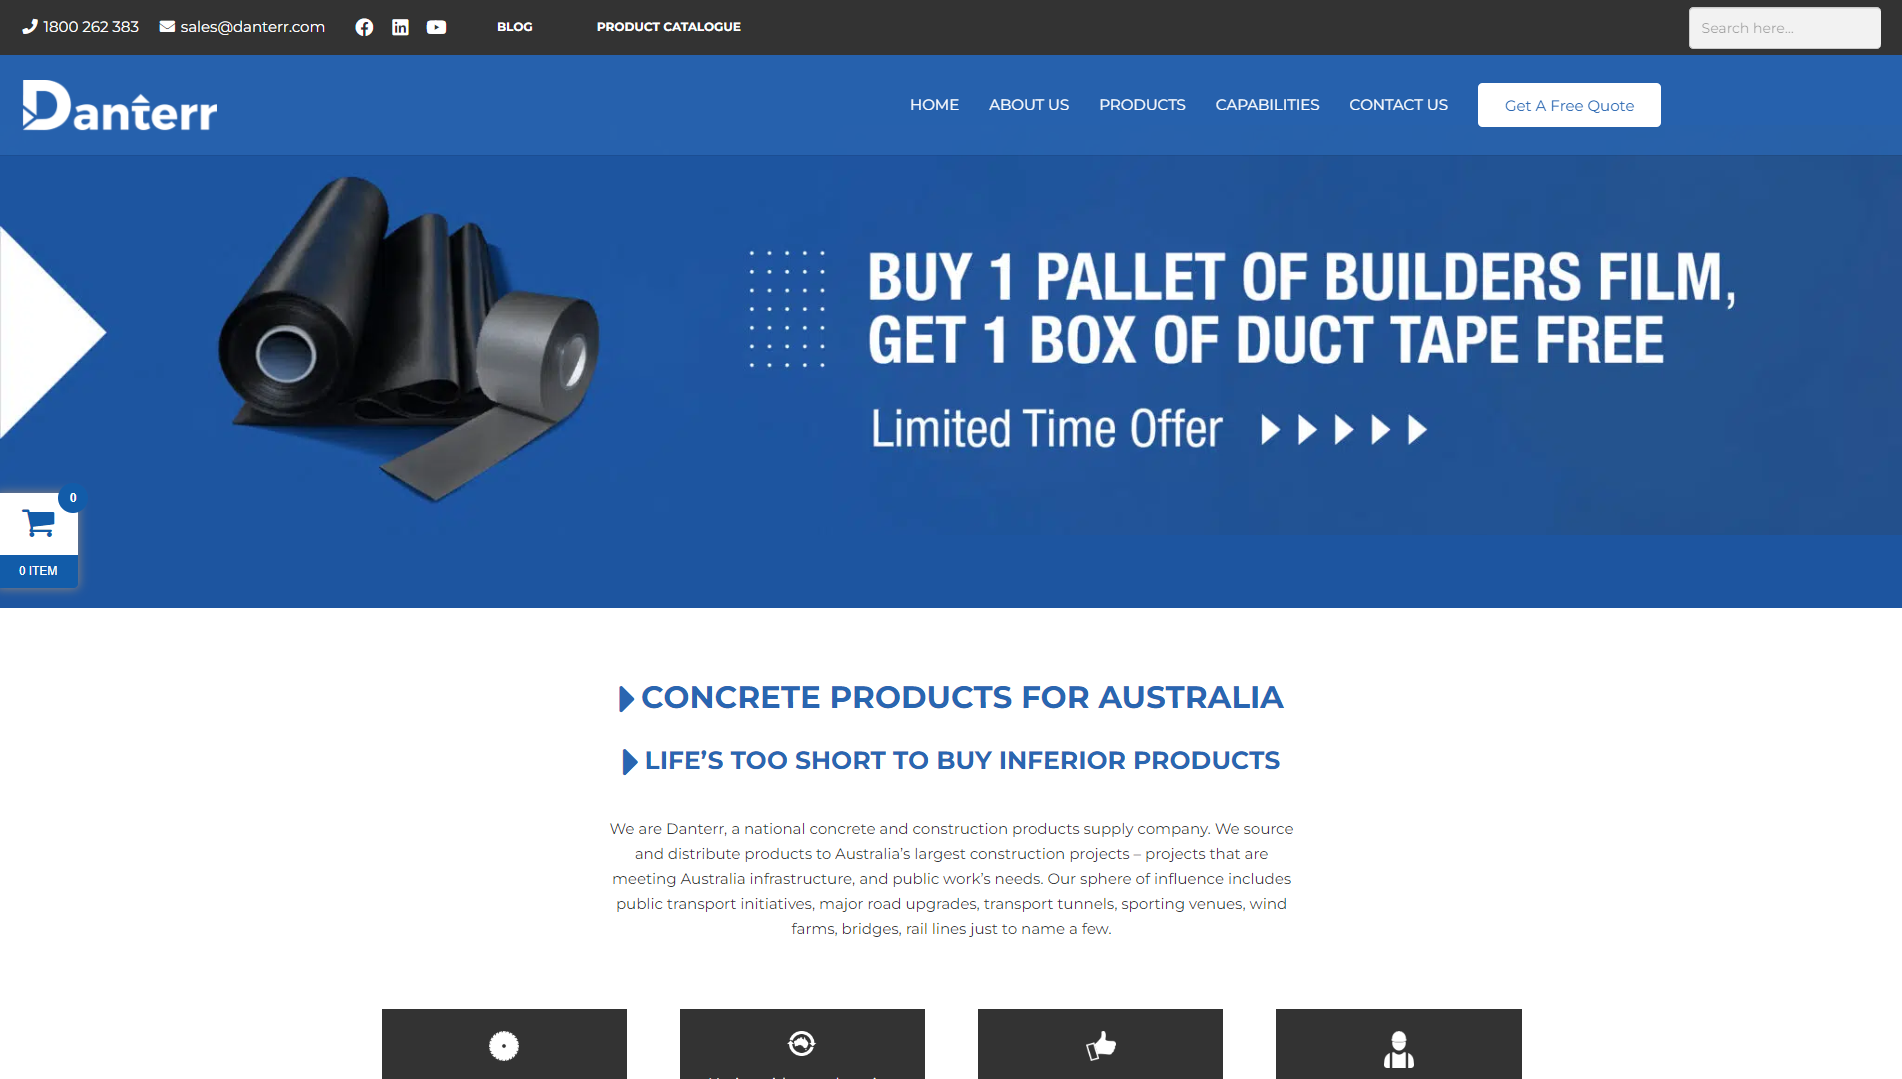 1800 262 383
sales@danterr.com
BLOG
PRODUCT CATALOGUE
Search here...
Danterr
HOME
ABOUT US
PRODUCTS
CAPABILITIES
CONTACT US
Get A Free Quote
BUY 1 PALLET OF BUILDERS FILM,
GET 1 BOX OF DUCT TAPE FREE
Limited Time Offer
0
0 ITEM
CONCRETE PRODUCTS FOR AUSTRALIA
LIFE’S TOO SHORT TO BUY INFERIOR PRODUCTS
We are Danterr, a national concrete and construction products supply company. We source
and distribute products to Australia’s largest construction projects – projects that are
meeting Australia infrastructure, and public work’s needs. Our sphere of influence includes
public transport initiatives, major road upgrades, transport tunnels, sporting venues, wind
farms, bridges, rail lines just to name a few.